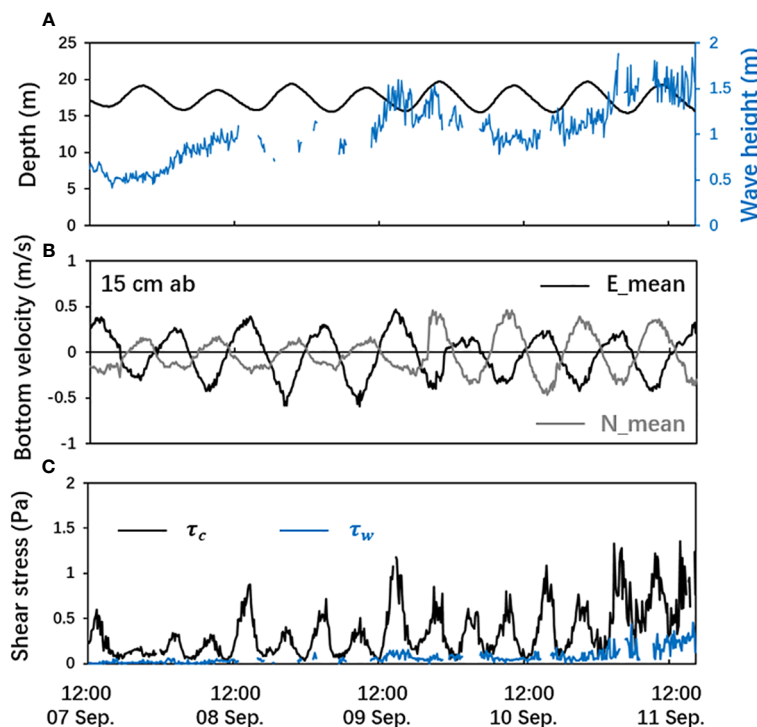 A
25
20
15
10
5
0
Depth (m)
2
1.5
1
0.5
0
Wave height (m)
B
1
0.5
0
-0.5
-1
Bottom velocity (m/s)
15 cm ab
E_mean
N_mean
C
2
1.5
1
0.5
0
Shear stress (Pa)
τc
τw
12:00 12:00 12:00 12:00 12:00
07 Sep. 08 Sep. 09 Sep. 10 Sep. 11 Sep.